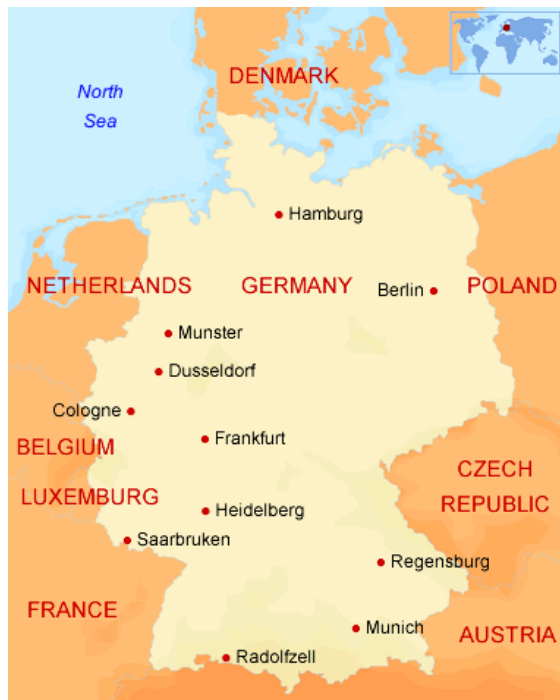 DENMARK
North
Sea
Hamburg
NETHERLANDS
GERMANY
Berlin
POLAND
Munster
Dusseldorf
Cologne
Frankfurt
BELGIUM
CZECH
REPUBLIC
LUXEMBURG
Heidelberg
Saarbruken
Regensburg
FRANCE
Munich
AUSTRIA
Radolfzell